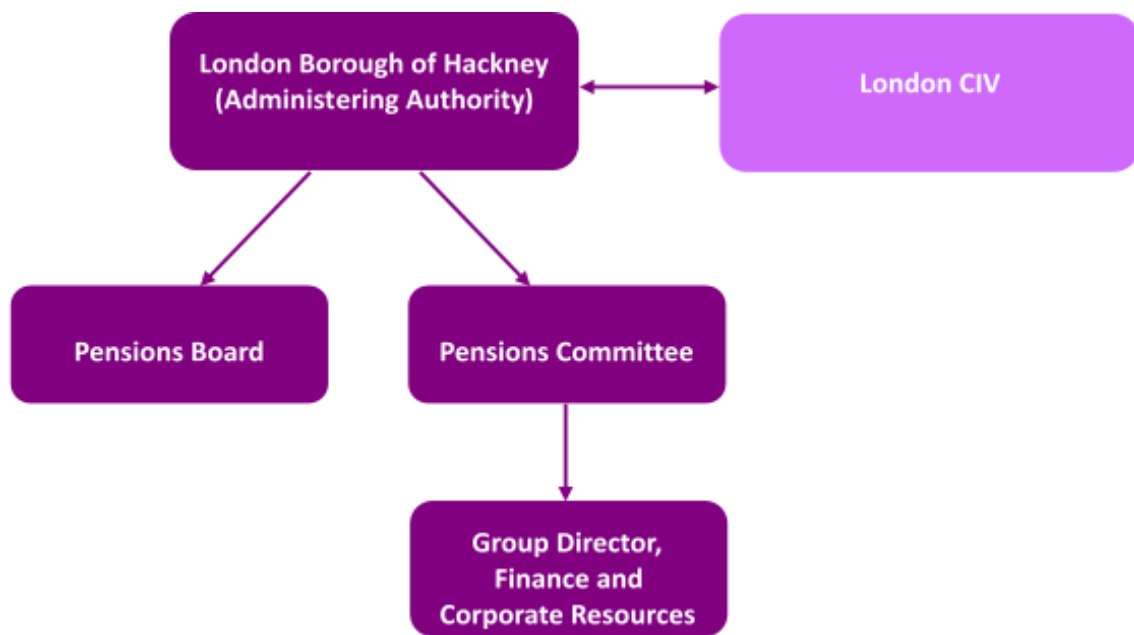 London Borough of Hackney
(Administering Authority)
London CIV
Pensions Board
Pensions Committee
Group Director,
Finance and
Corporate Resources